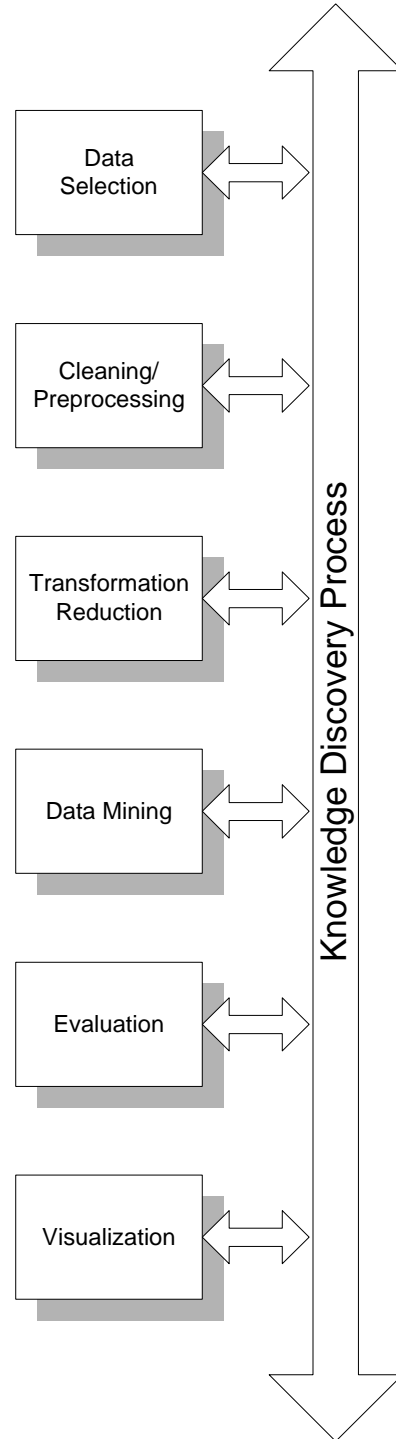 Data
Selection
Cleaning/
Preprocessing
Transformation
Reduction
Data Mining
Evaluation
Visualization
Knowledge Discovery Process